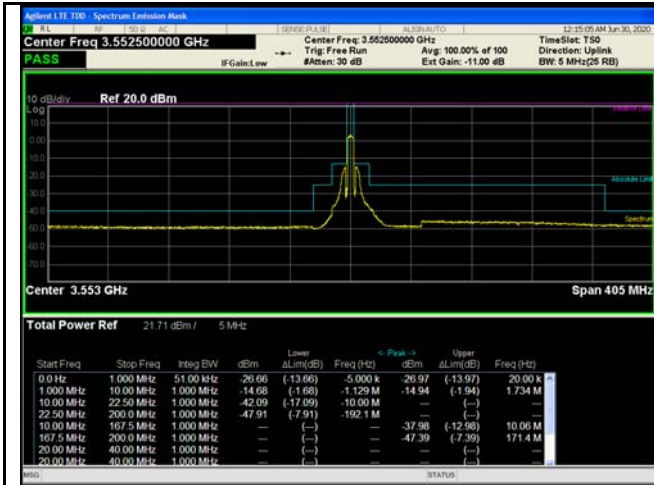 Agilent LTE TDD - Spectrum Emission Mask
RL RF 50 Ω AC SENSE:PULSE ALIGN AUTO 12:15:05 AM Jun 30, 2020
Center Freq 3.552500000 GHz Center Freq: 3.552500000 GHz TimeSlot: TS0
Trig: Free Run Avg: 100.00% of 100 Direction: Uplink
PASS IFGain:Low #Atten: 30 dB Ext Gain: -11.00 dB BW: 5 MHz(25 RB)
10 dB/div Ref 20.0 dBm
Log
10.0
0.00
10.0
20.0
Absolute Limit
30.0
40.0
Spectrum
50.0
60.0
70.0
Center 3.553 GHz Span 405 MHz
Total Power Ref 21.71 dBm / 5 MHz
Lower <- Peak -> Upper
Start Freq Stop Freq Integ BW dBm ΔLim(dB) Freq (Hz) dBm ΔLim(dB) Freq (Hz)
0.0 Hz 1.000 MHz 51.00 kHz -26.66 (-13.66) -5.000 k -26.97 (-13.97) 20.00 k
1.000 MHz 10.00 MHz 1.000 MHz -14.68 (-1.68) -1.129 M -14.94 (-1.94) 1.734 M
10.00 MHz 22.50 MHz 1.000 MHz -42.09 (-17.09) -10.00 M --- (---) ---
22.50 MHz 200.0 MHz 1.000 MHz -47.91 (-7.91) -192.1 M --- (---) ---
10.00 MHz 167.5 MHz 1.000 MHz --- (---) --- -37.98 (-12.98) 10.06 M
167.5 MHz 200.0 MHz 1.000 MHz --- (---) --- -47.39 (-7.39) 171.4 M
20.00 MHz 40.00 MHz 1.000 MHz --- (---) --- --- (---) ---
20.00 MHz 40.00 MHz 1.000 MHz --- (---) --- --- (---) ---
MSG STATUS